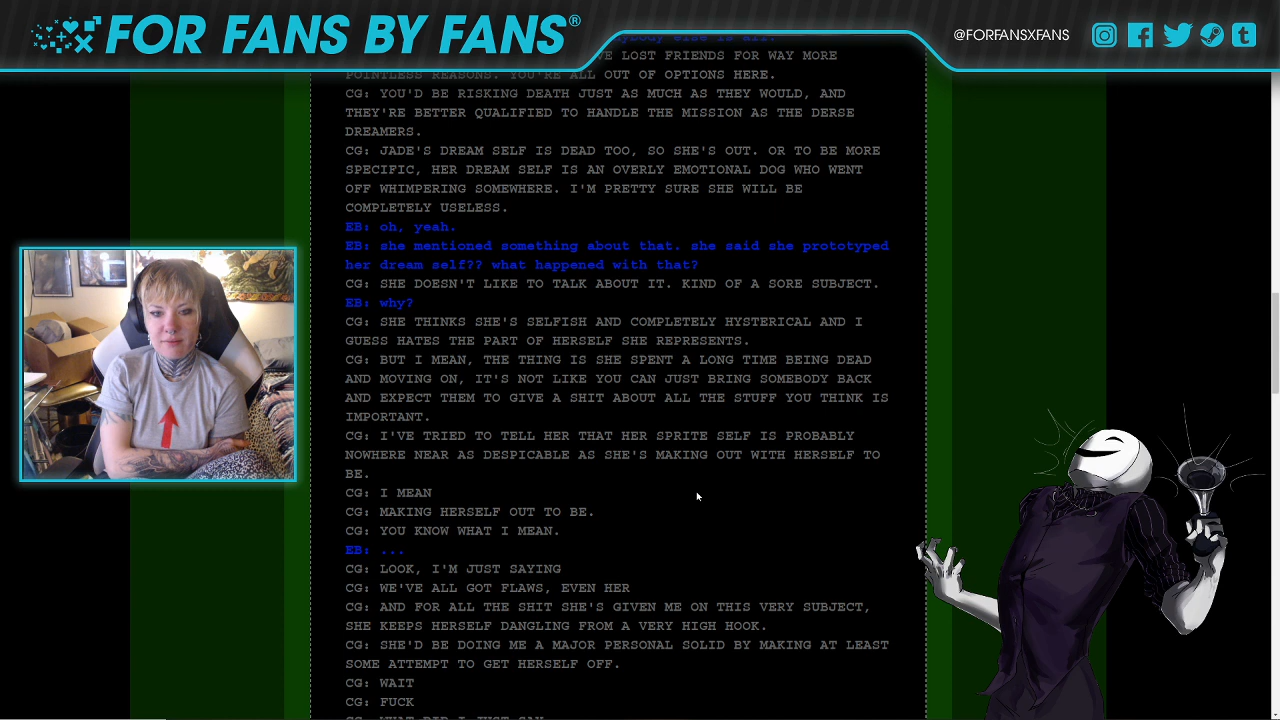 FOR FANS BY FANS®
@FORFANSXFANS
ybody else is all.
VE LOST FRIENDS FOR WAY MORE
POINTLESS REASONS. YOU'RE ALL OUT OF OPTIONS HERE.
CG: YOU'D BE RISKING DEATH JUST AS MUCH AS THEY WOULD, AND
THEY'RE BETTER QUALIFIED TO HANDLE THE MISSION AS THE DERSE
DREAMERS.
CG: JADE'S DREAM SELF IS DEAD TOO, SO SHE'S OUT. OR TO BE MORE
SPECIFIC, HER DREAM SELF IS AN OVERLY EMOTIONAL DOG WHO WENT
OFF WHIMPERING SOMEWHERE. I'M PRETTY SURE SHE WILL BE
COMPLETELY USELESS.
EB: oh, yeah.
EB: she mentioned something about that. she said she prototyped
her dream self?? what happened with that?
CG: SHE DOESN'T LIKE TO TALK ABOUT IT. KIND OF A SORE SUBJECT.
EB: why?
CG: SHE THINKS SHE'S SELFISH AND COMPLETELY HYSTERICAL AND I
GUESS HATES THE PART OF HERSELF SHE REPRESENTS.
CG: BUT I MEAN, THE THING IS SHE SPENT A LONG TIME BEING DEAD
AND MOVING ON, IT'S NOT LIKE YOU CAN JUST BRING SOMEBODY BACK
AND EXPECT THEM TO GIVE A SHIT ABOUT ALL THE STUFF YOU THINK IS
IMPORTANT.
CG: I'VE TRIED TO TELL HER THAT HER SPRITE SELF IS PROBABLY
NOWHERE NEAR AS DESPICABLE AS SHE'S MAKING OUT WITH HERSELF TO
BE.
CG: I MEAN
CG: MAKING HERSELF OUT TO BE.
CG: YOU KNOW WHAT I MEAN.
EB: ...
CG: LOOK, I'M JUST SAYING
CG: WE'VE ALL GOT FLAWS, EVEN HER
CG: AND FOR ALL THE SHIT SHE'S GIVEN ME ON THIS VERY SUBJECT,
SHE KEEPS HERSELF DANGLING FROM A VERY HIGH HOOK.
CG: SHE'D BE DOING ME A MAJOR PERSONAL SOLID BY MAKING AT LEAST
SOME ATTEMPT TO GET HERSELF OFF.
CG: WAIT
CG: FUCK
CG: WHAT DID I JUST SAY